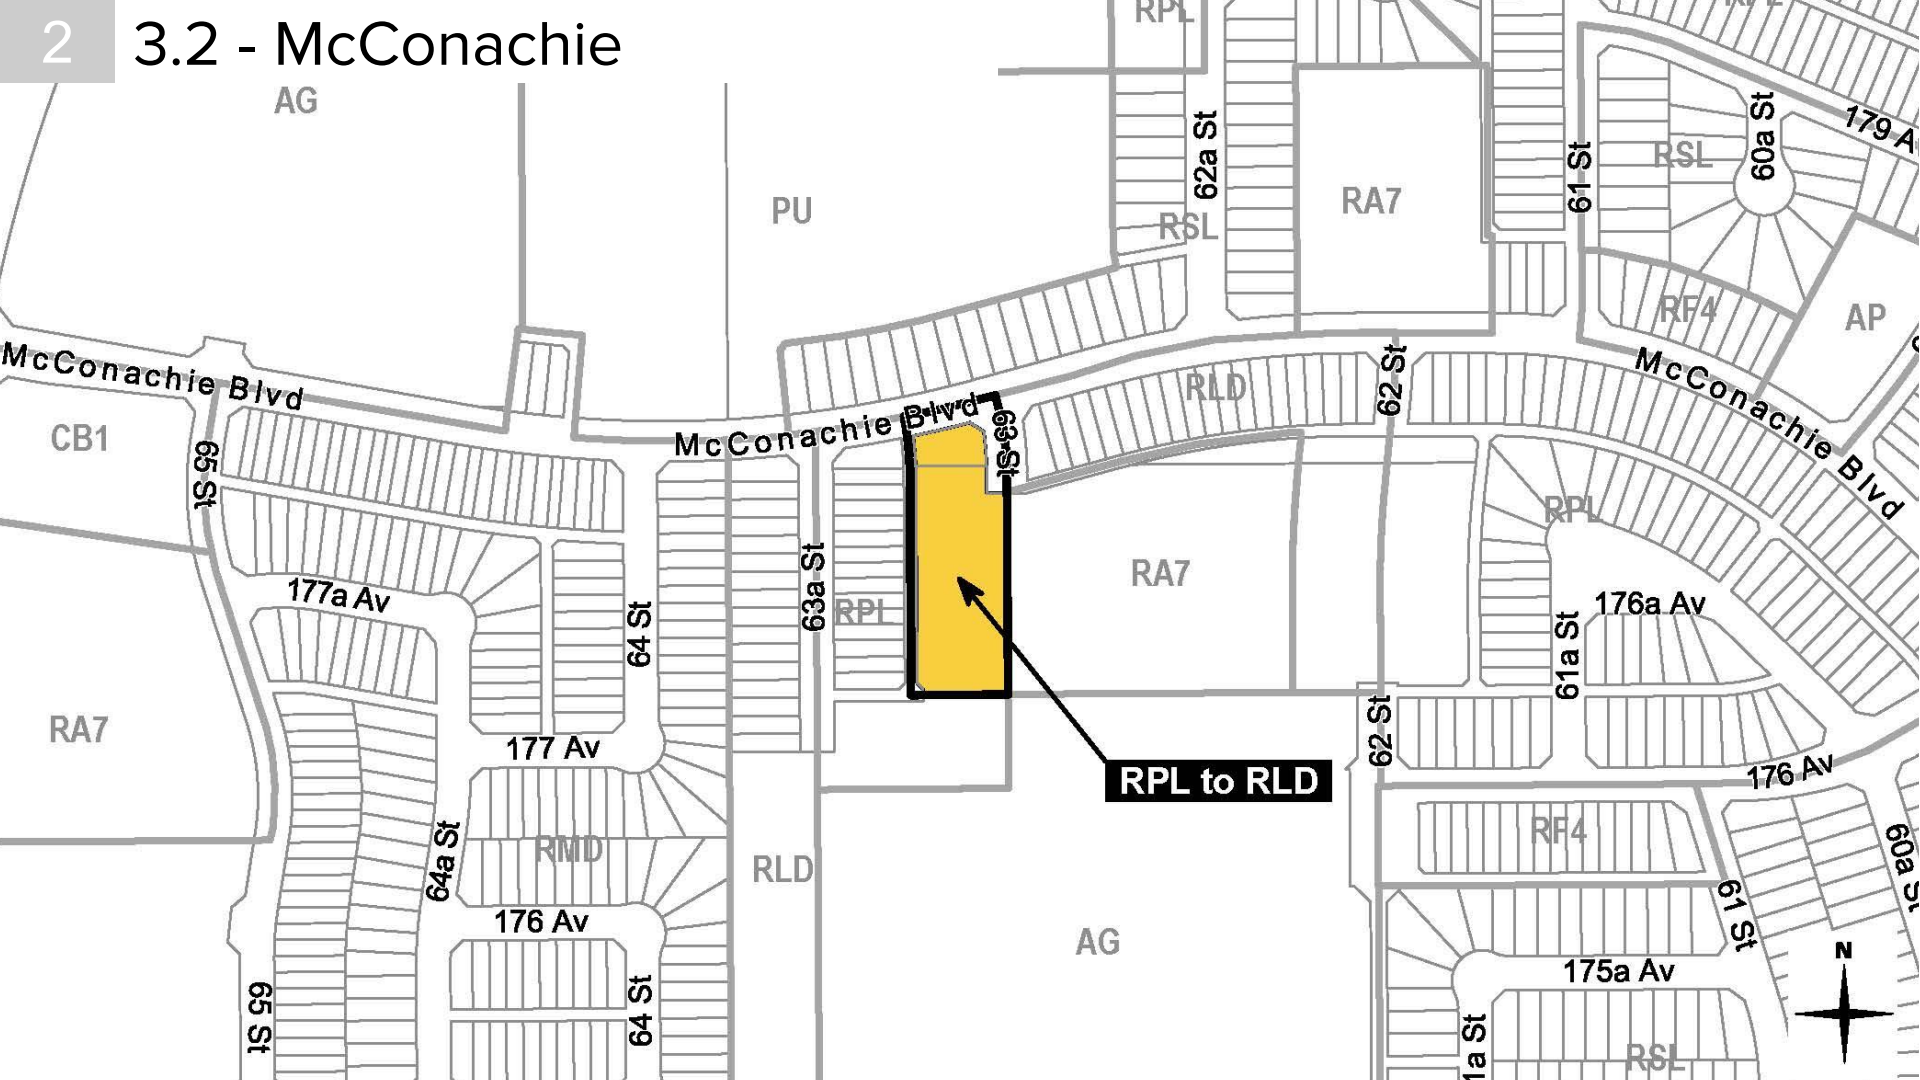 2 3.2 - McConachie
RPL
AG
179 A
60a St
62a St
RSL
61 St
RA7
PU
RSL
RF4
AP
McConachie Blvd
62 St
McConachie Blvd
RLD
McConachie Blvd
63 St
CB1
65 St
RPL
63a St
RA7
177a Av
176a Av
RPL
64 St
61a St
RA7
62 St
177 Av
RPL to RLD
176 Av
RF4
RMD
64a St
60a St
RLD
61 St
176 Av
AG
N
175a Av
65 St
64 St
1a St
RSL